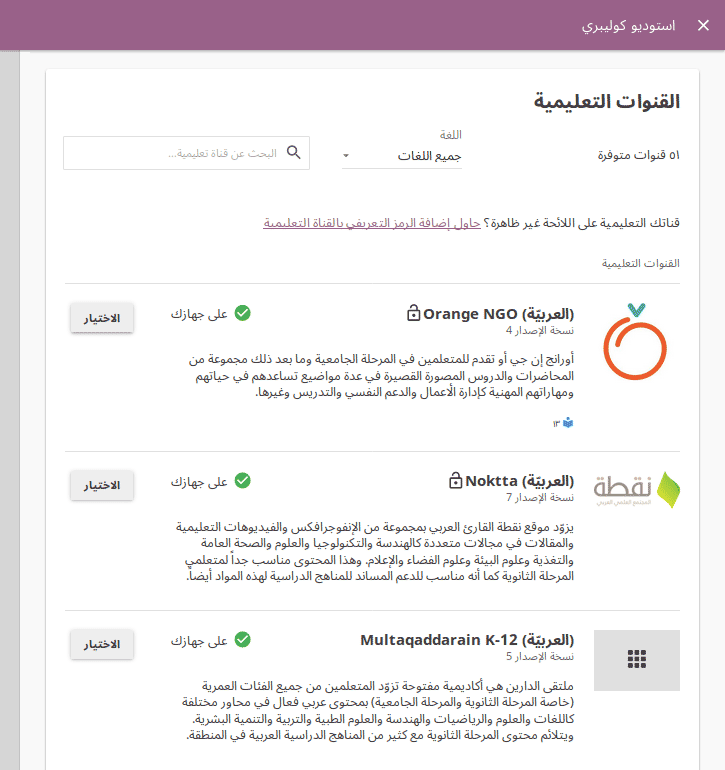 استوديو كوليبري
القنوات التعليمية
٥١ قنوات متوفرة
اللغة
جميع اللغات
البحث عن قناة تعليمية...
قناتك التعليمية على اللائحة غير ظاهرة؟ حاول إضافة الرمز التعريفي بالقناة التعليمية
القنوات التعليمية
Orange NGO (العربيّة)
نسخة الإصدار 4
على جهازك
الاختيار
أورانج إن جي أو تقدم للمتعلمين في المرحلة الجامعية وما بعد ذلك مجموعة من
المحاضرات والدروس المصورة القصيرة في عدة مواضيع تساعدهم في حياتهم
ومهاراتهم المهنية كإدارة الأعمال والدعم النفسي والتدريس وغيرها.
١٣
نقطة
المجتمع العلمي العربي
Noktta (العربيّة)
نسخة الإصدار 7
على جهازك
الاختيار
يزوّد موقع نقطة القارئ العربي بمجموعة من الإنفوجرافكس والفيديوهات التعليمية
والمقالات في مجالات متعددة كالهندسة والتكنولوجيا والعلوم والصحة العامة
والتغذية وعلوم البيئة وعلوم الفضاء والإعلام. وهذا المحتوى مناسب جداً لمتعلمي
المرحلة الثانوية كما أنه مناسب للدعم المساند للمناهج الدراسية لهذه المواد أيضاً.
Multaqaddarain K-12 (العربيّة)
نسخة الإصدار 5
على جهازك
الاختيار
ملتقى الدارين هي أكاديمية مفتوحة تزوّد المتعلمين من جميع الفئات العمرية
(خاصة المرحلة الثانوية والمرحلة الجامعية) بمحتوى عربي فعال في محاور مختلفة
كاللغات والعلوم والرياضيات والهندسة والعلوم الطبية والتربية والتنمية البشرية.
ويتلائم محتوى المرحلة الثانوية مع كثير من المناهج الدراسية العربية في المنطقة.